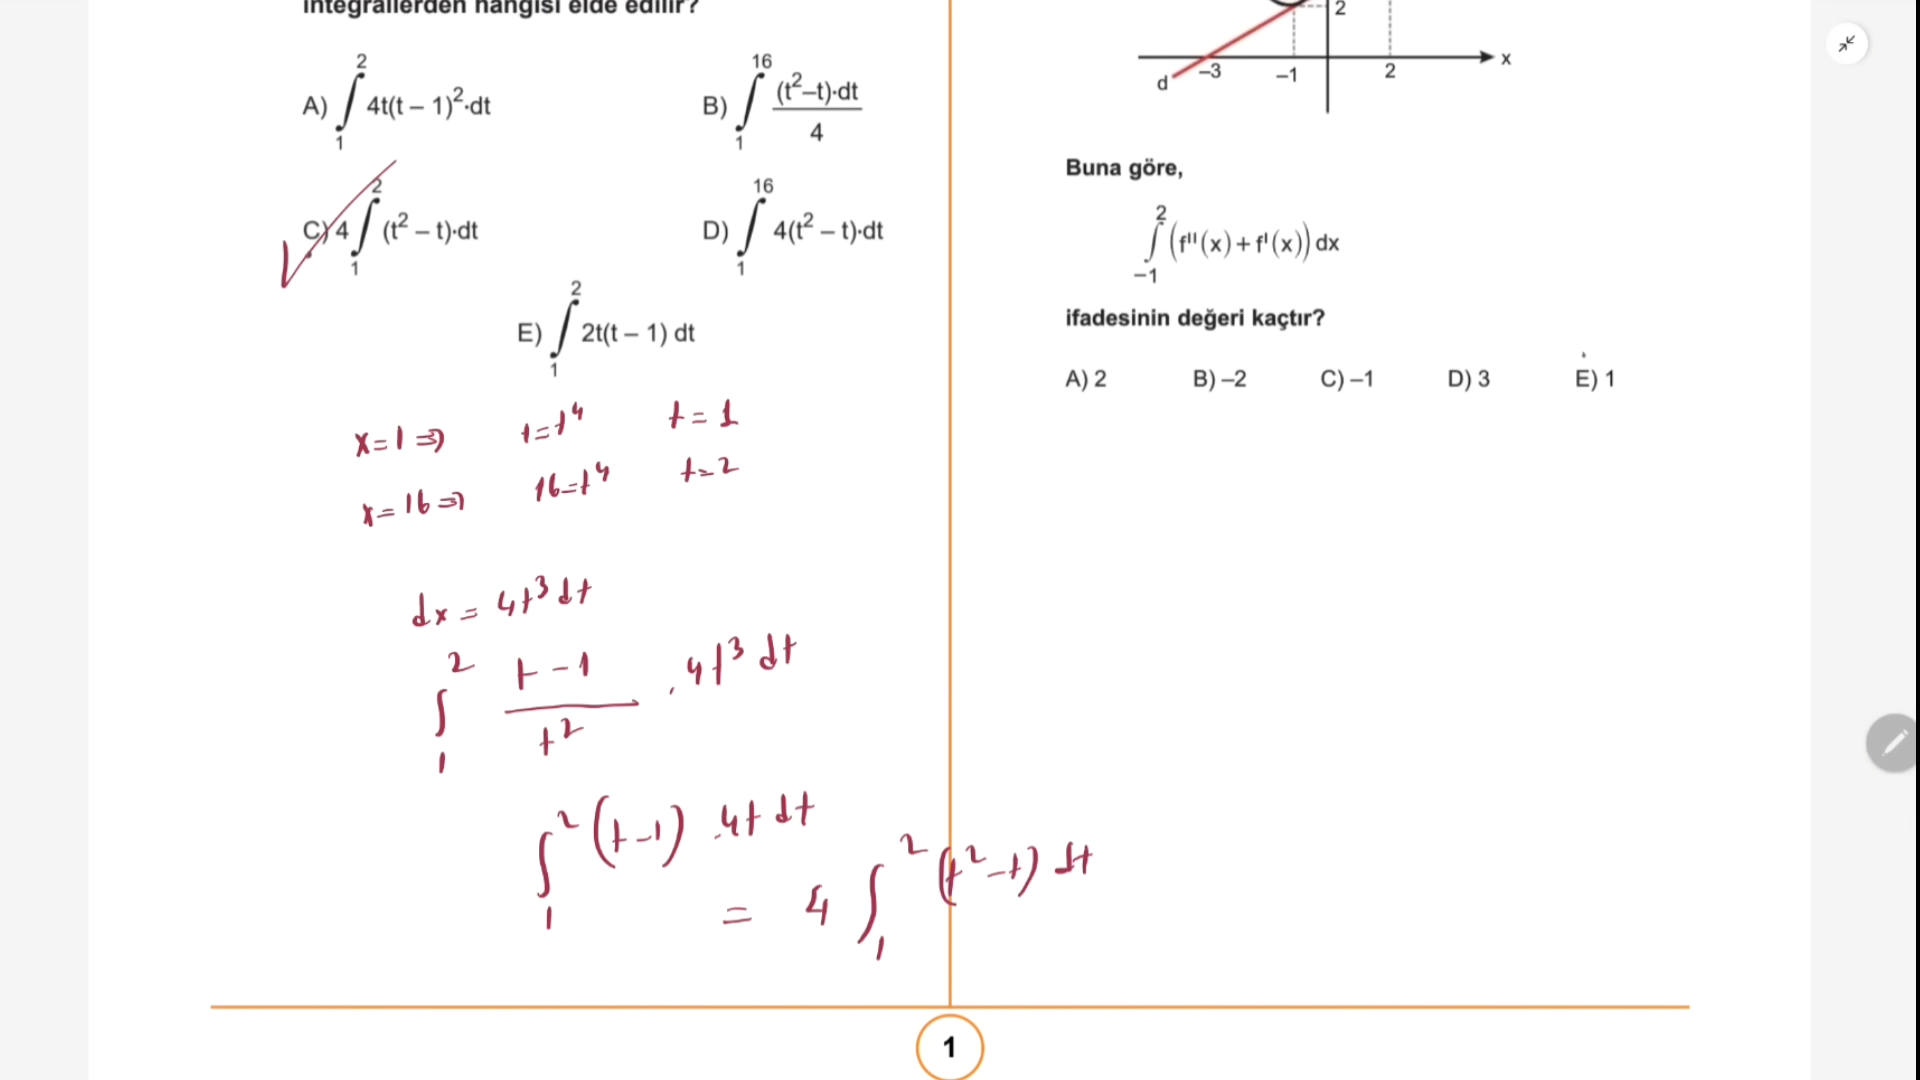 integrallerden hangisi elde edilir?
A) ∫₁² 4t(t – 1)²·dt
B) ∫₁¹⁶ (t²–t)·dt / 4
C) 4 ∫₁² (t² – t)·dt
D) ∫₁¹⁶ 4(t² – t)·dt
E) ∫₁² 2t(t – 1) dt
x=1 ⇒ 1=t⁴ t=1
x=16 ⇒ 16=t⁴ t=2
dx = 4t³dt
∫₁² t-1 / t² . 4t³ dt
∫₁² (t-1) .4t dt
= 4 ∫₁² (t²-t) dt
2
x
d –3 –1 2
Buna göre,
∫₋₁² (f''(x) + f'(x)) dx
ifadesinin değeri kaçtır?
A) 2 B) –2 C) –1 D) 3 E) 1
1